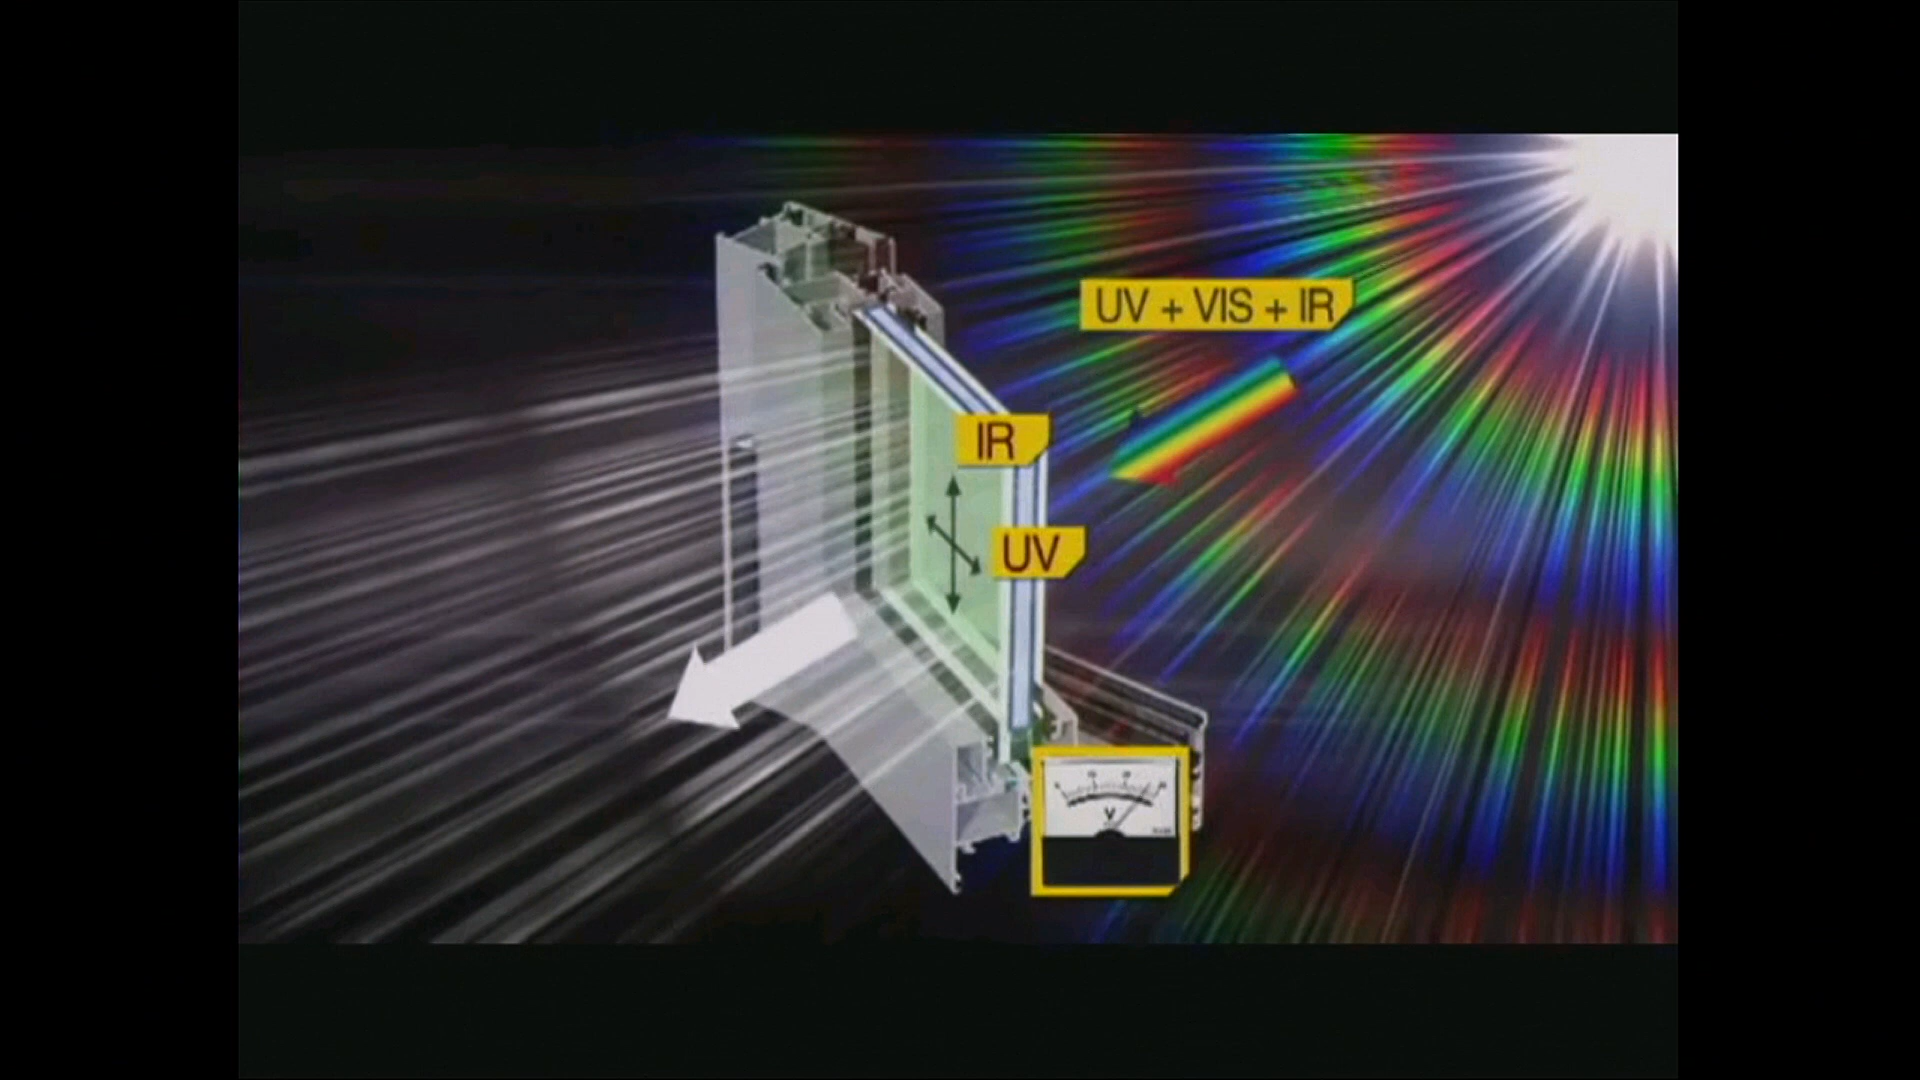 UV + VIS + IR
IR
UV
V